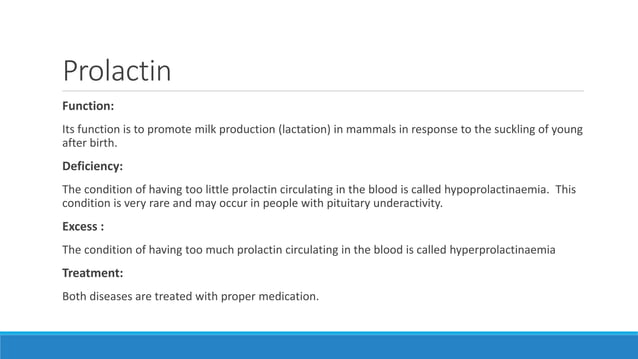 Prolactin
Function:
Its function is to promote milk production (lactation) in mammals in response to the suckling of young
after birth.
Deficiency:
The condition of having too little prolactin circulating in the blood is called hypoprolactinaemia.  This
condition is very rare and may occur in people with pituitary underactivity.
Excess :
The condition of having too much prolactin circulating in the blood is called hyperprolactinaemia
Treatment:
Both diseases are treated with proper medication.